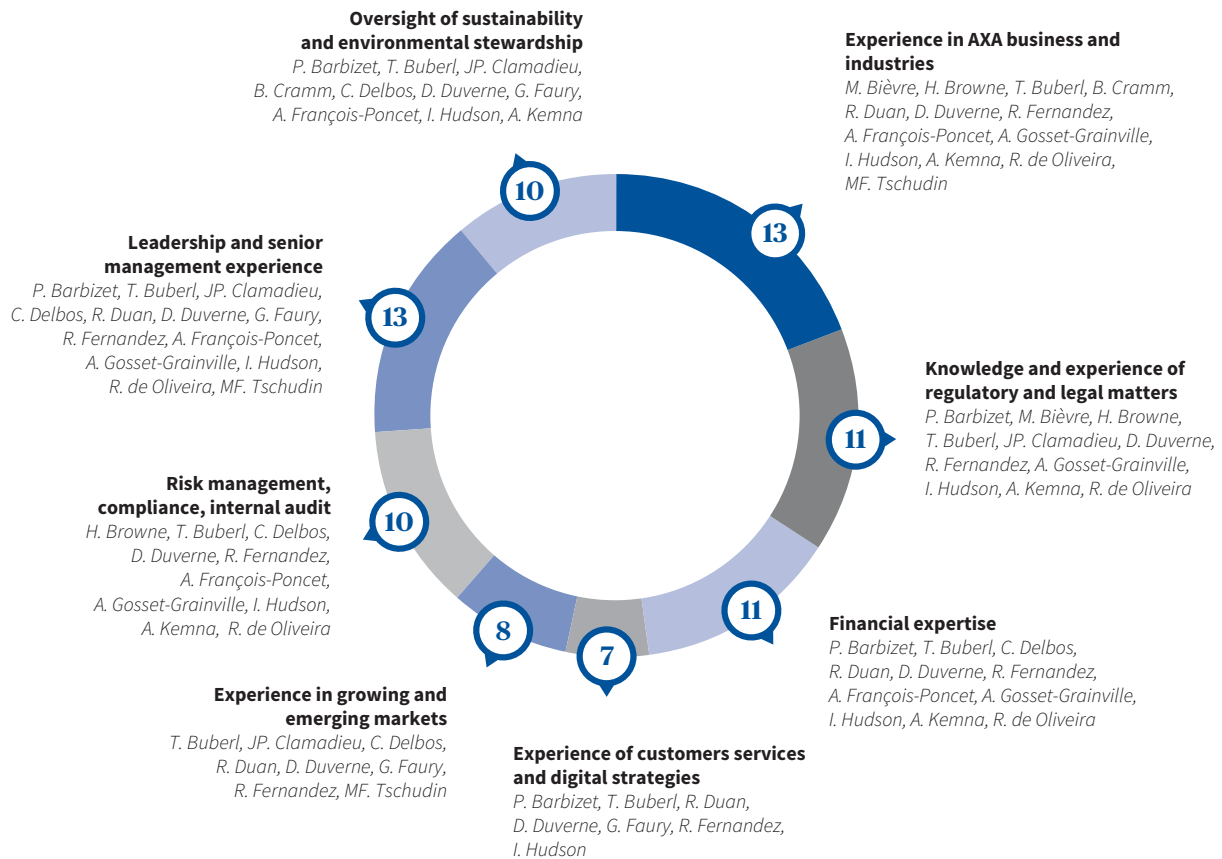 Oversight of sustainability
and environmental stewardship
P. Barbizet, T. Buberl, JP. Clamadieu,
B. Cramm, C. Delbos, D. Duverne, G. Faury,
A. François-Poncet, I. Hudson, A. Kemna
10
Experience in AXA business and
industries
M. Bièvre, H. Browne, T. Buberl, B. Cramm,
R. Duan, D. Duverne, R. Fernandez,
A. François-Poncet, A. Gosset-Grainville,
I. Hudson, A. Kemna, R. de Oliveira,
MF. Tschudin
13
Leadership and senior
management experience
P. Barbizet, T. Buberl, JP. Clamadieu,
C. Delbos, R. Duan, D. Duverne, G. Faury,
R. Fernandez, A. François-Poncet,
A. Gosset-Grainville, I. Hudson,
R. de Oliveira, MF. Tschudin
13
Knowledge and experience of
regulatory and legal matters
P. Barbizet, M. Bièvre, H. Browne,
T. Buberl, JP. Clamadieu, D. Duverne,
R. Fernandez, A. Gosset-Grainville,
I. Hudson, A. Kemna, R. de Oliveira
11
Risk management,
compliance, internal audit
H. Browne, T. Buberl, C. Delbos,
D. Duverne, R. Fernandez,
A. François-Poncet,
A. Gosset-Grainville, I. Hudson,
A. Kemna, R. de Oliveira
10
Financial expertise
P. Barbizet, T. Buberl, C. Delbos,
R. Duan, D. Duverne, R. Fernandez,
A. François-Poncet, A. Gosset-Grainville,
I. Hudson, A. Kemna, R. de Oliveira
11
Experience in growing and
emerging markets
T. Buberl, JP. Clamadieu, C. Delbos,
R. Duan, D. Duverne, G. Faury,
R. Fernandez, MF. Tschudin
8
Experience of customers services
and digital strategies
P. Barbizet, T. Buberl, R. Duan,
D. Duverne, G. Faury, R. Fernandez,
I. Hudson
7